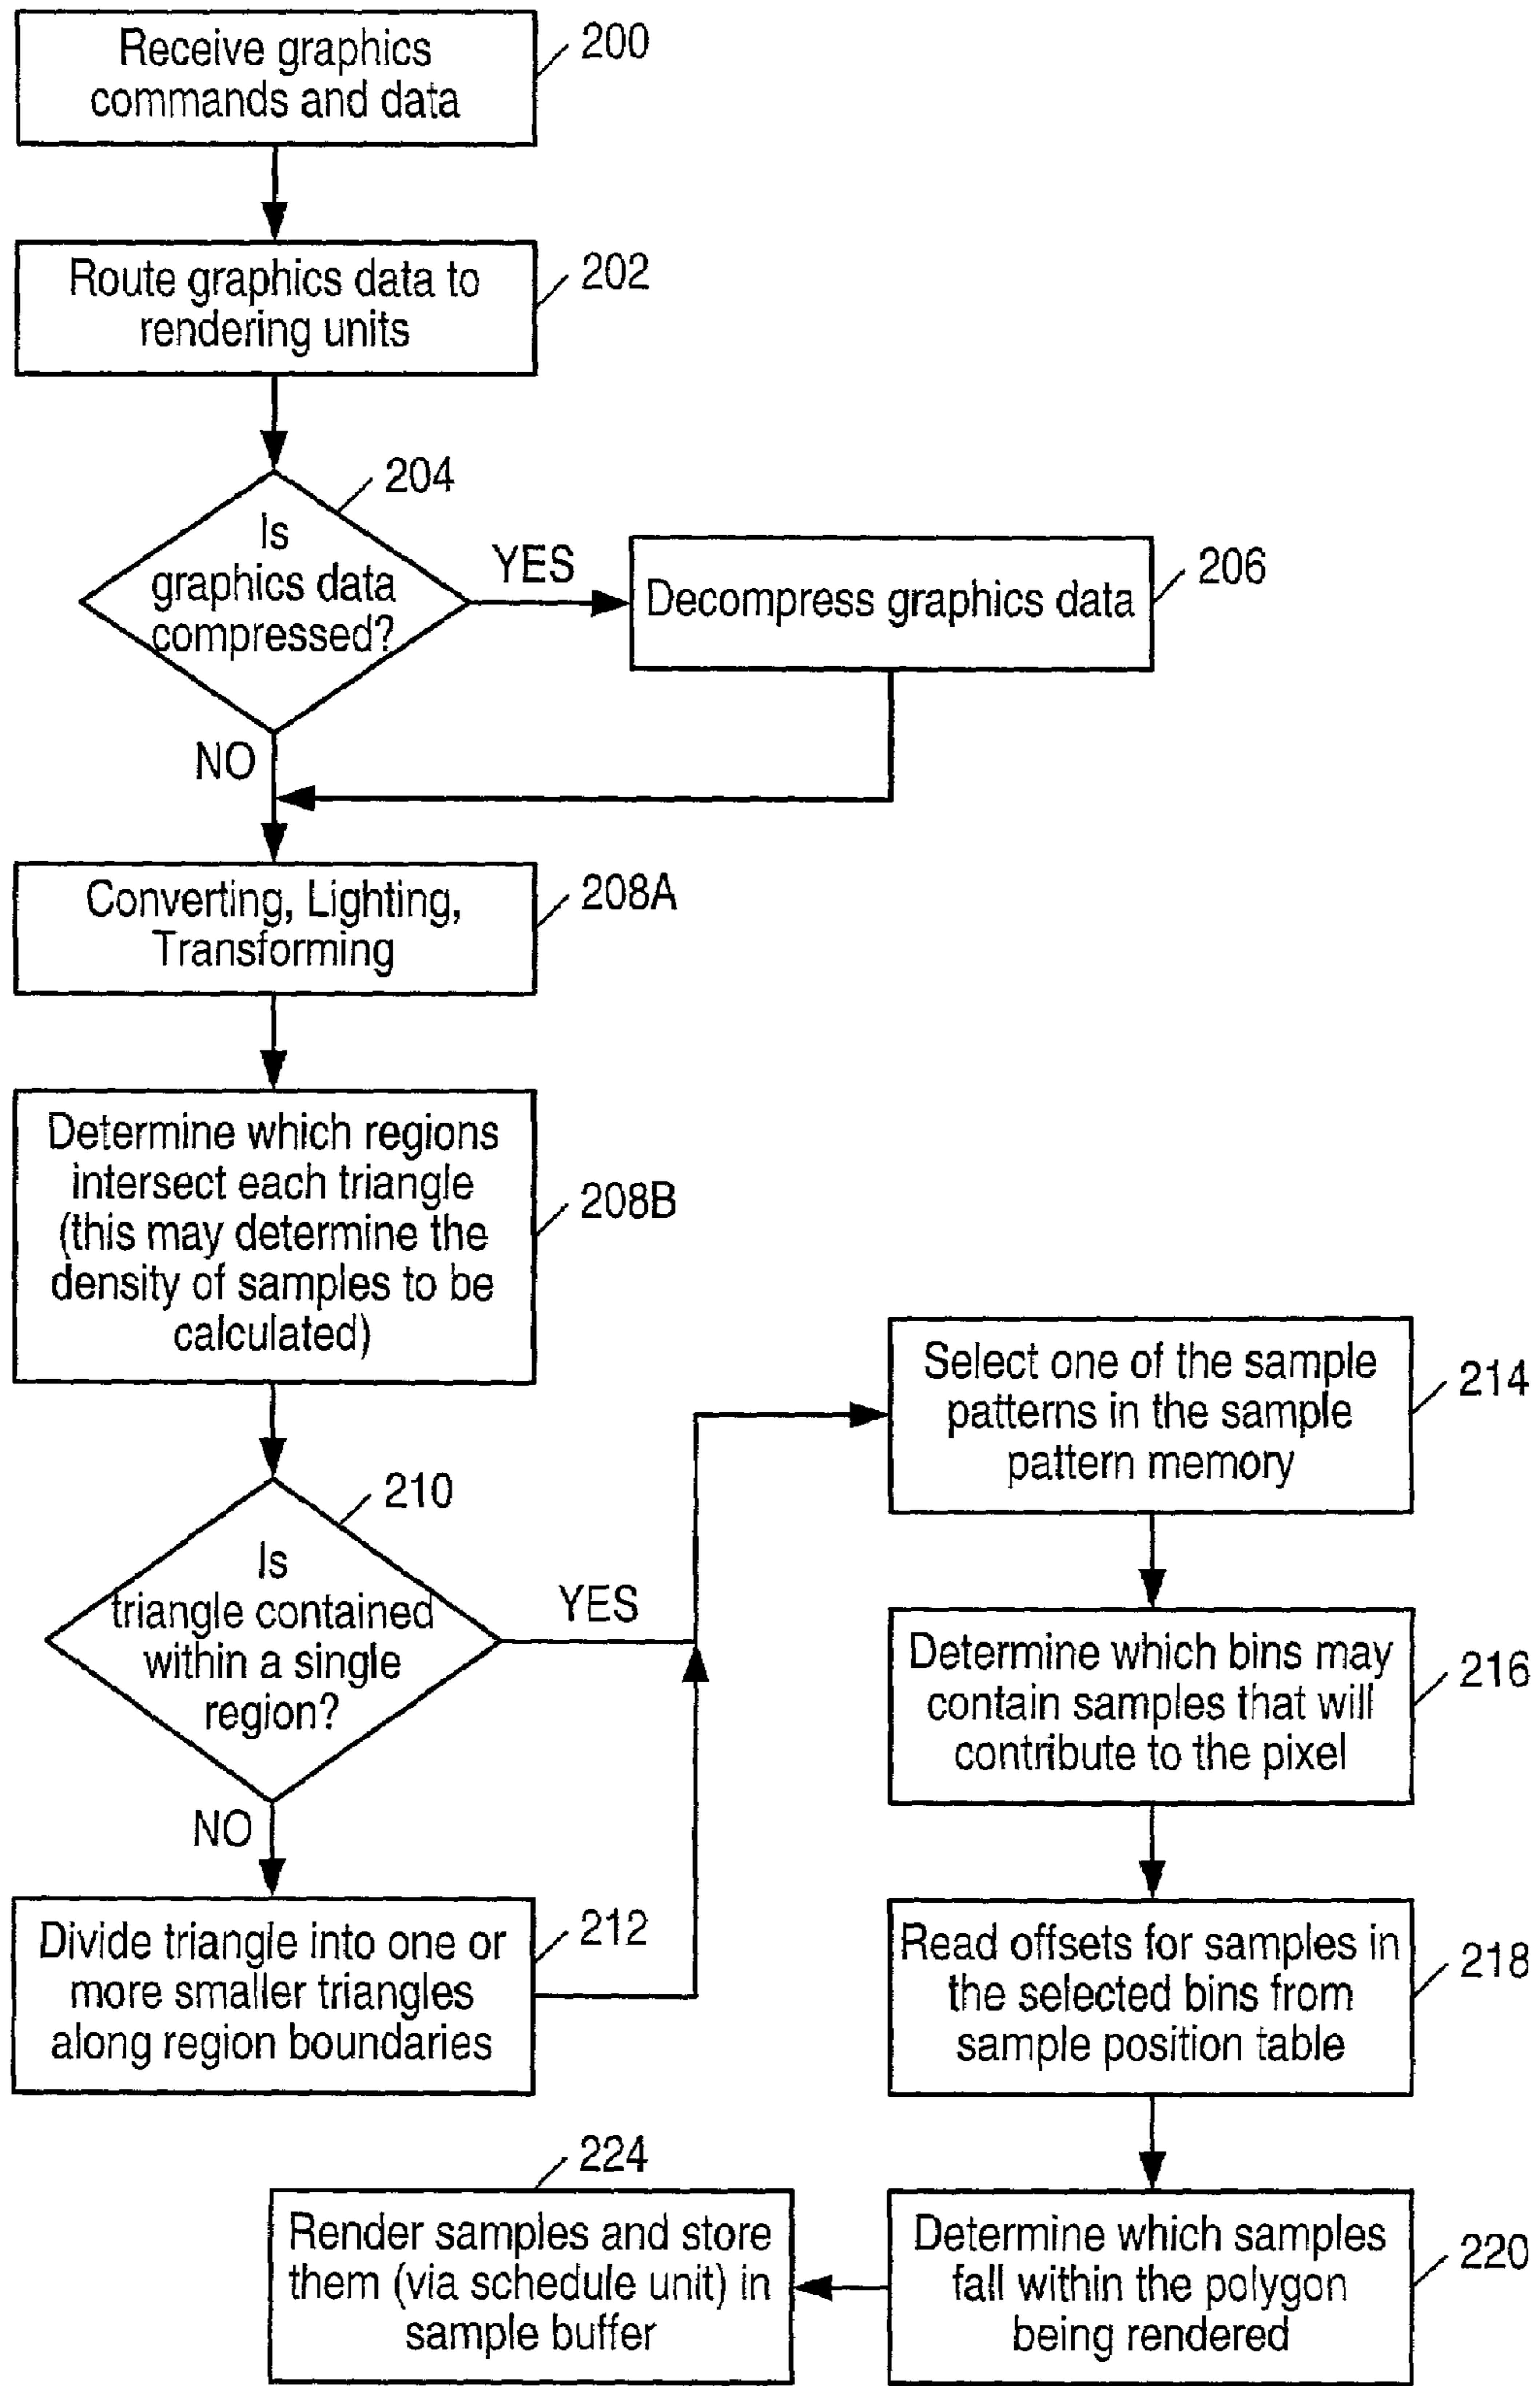 Receive graphics
commands and data
200
Route graphics data to
rendering units
202
204
Is
graphics data
compressed?
YES
Decompress graphics data
206
NO
Converting, Lighting,
Transforming
208A
Determine which regions
intersect each triangle
(this may determine the
density of samples to be
calculated)
208B
210
Is
triangle contained
within a single
region?
YES
NO
Divide triangle into one or
more smaller triangles
along region boundaries
212
Select one of the sample
patterns in the sample
pattern memory
214
Determine which bins may
contain samples that will
contribute to the pixel
216
Read offsets for samples in
the selected bins from
sample position table
218
Determine which samples
fall within the polygon
being rendered
220
224
Render samples and store
them (via schedule unit) in
sample buffer